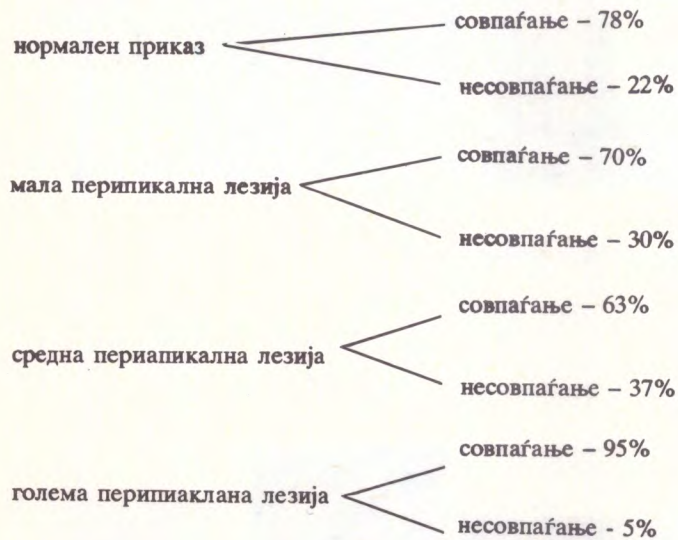 совпаѓање – 78%
нормален приказ
несовпаѓање – 22%
совпаѓање – 70%
мала перипикална лезија
несовпаѓање – 30%
совпаѓање – 63%
средна периапикална лезија
несовпаѓање – 37%
совпаѓање – 95%
голема перипиаклана лезија
несовпаѓање - 5%